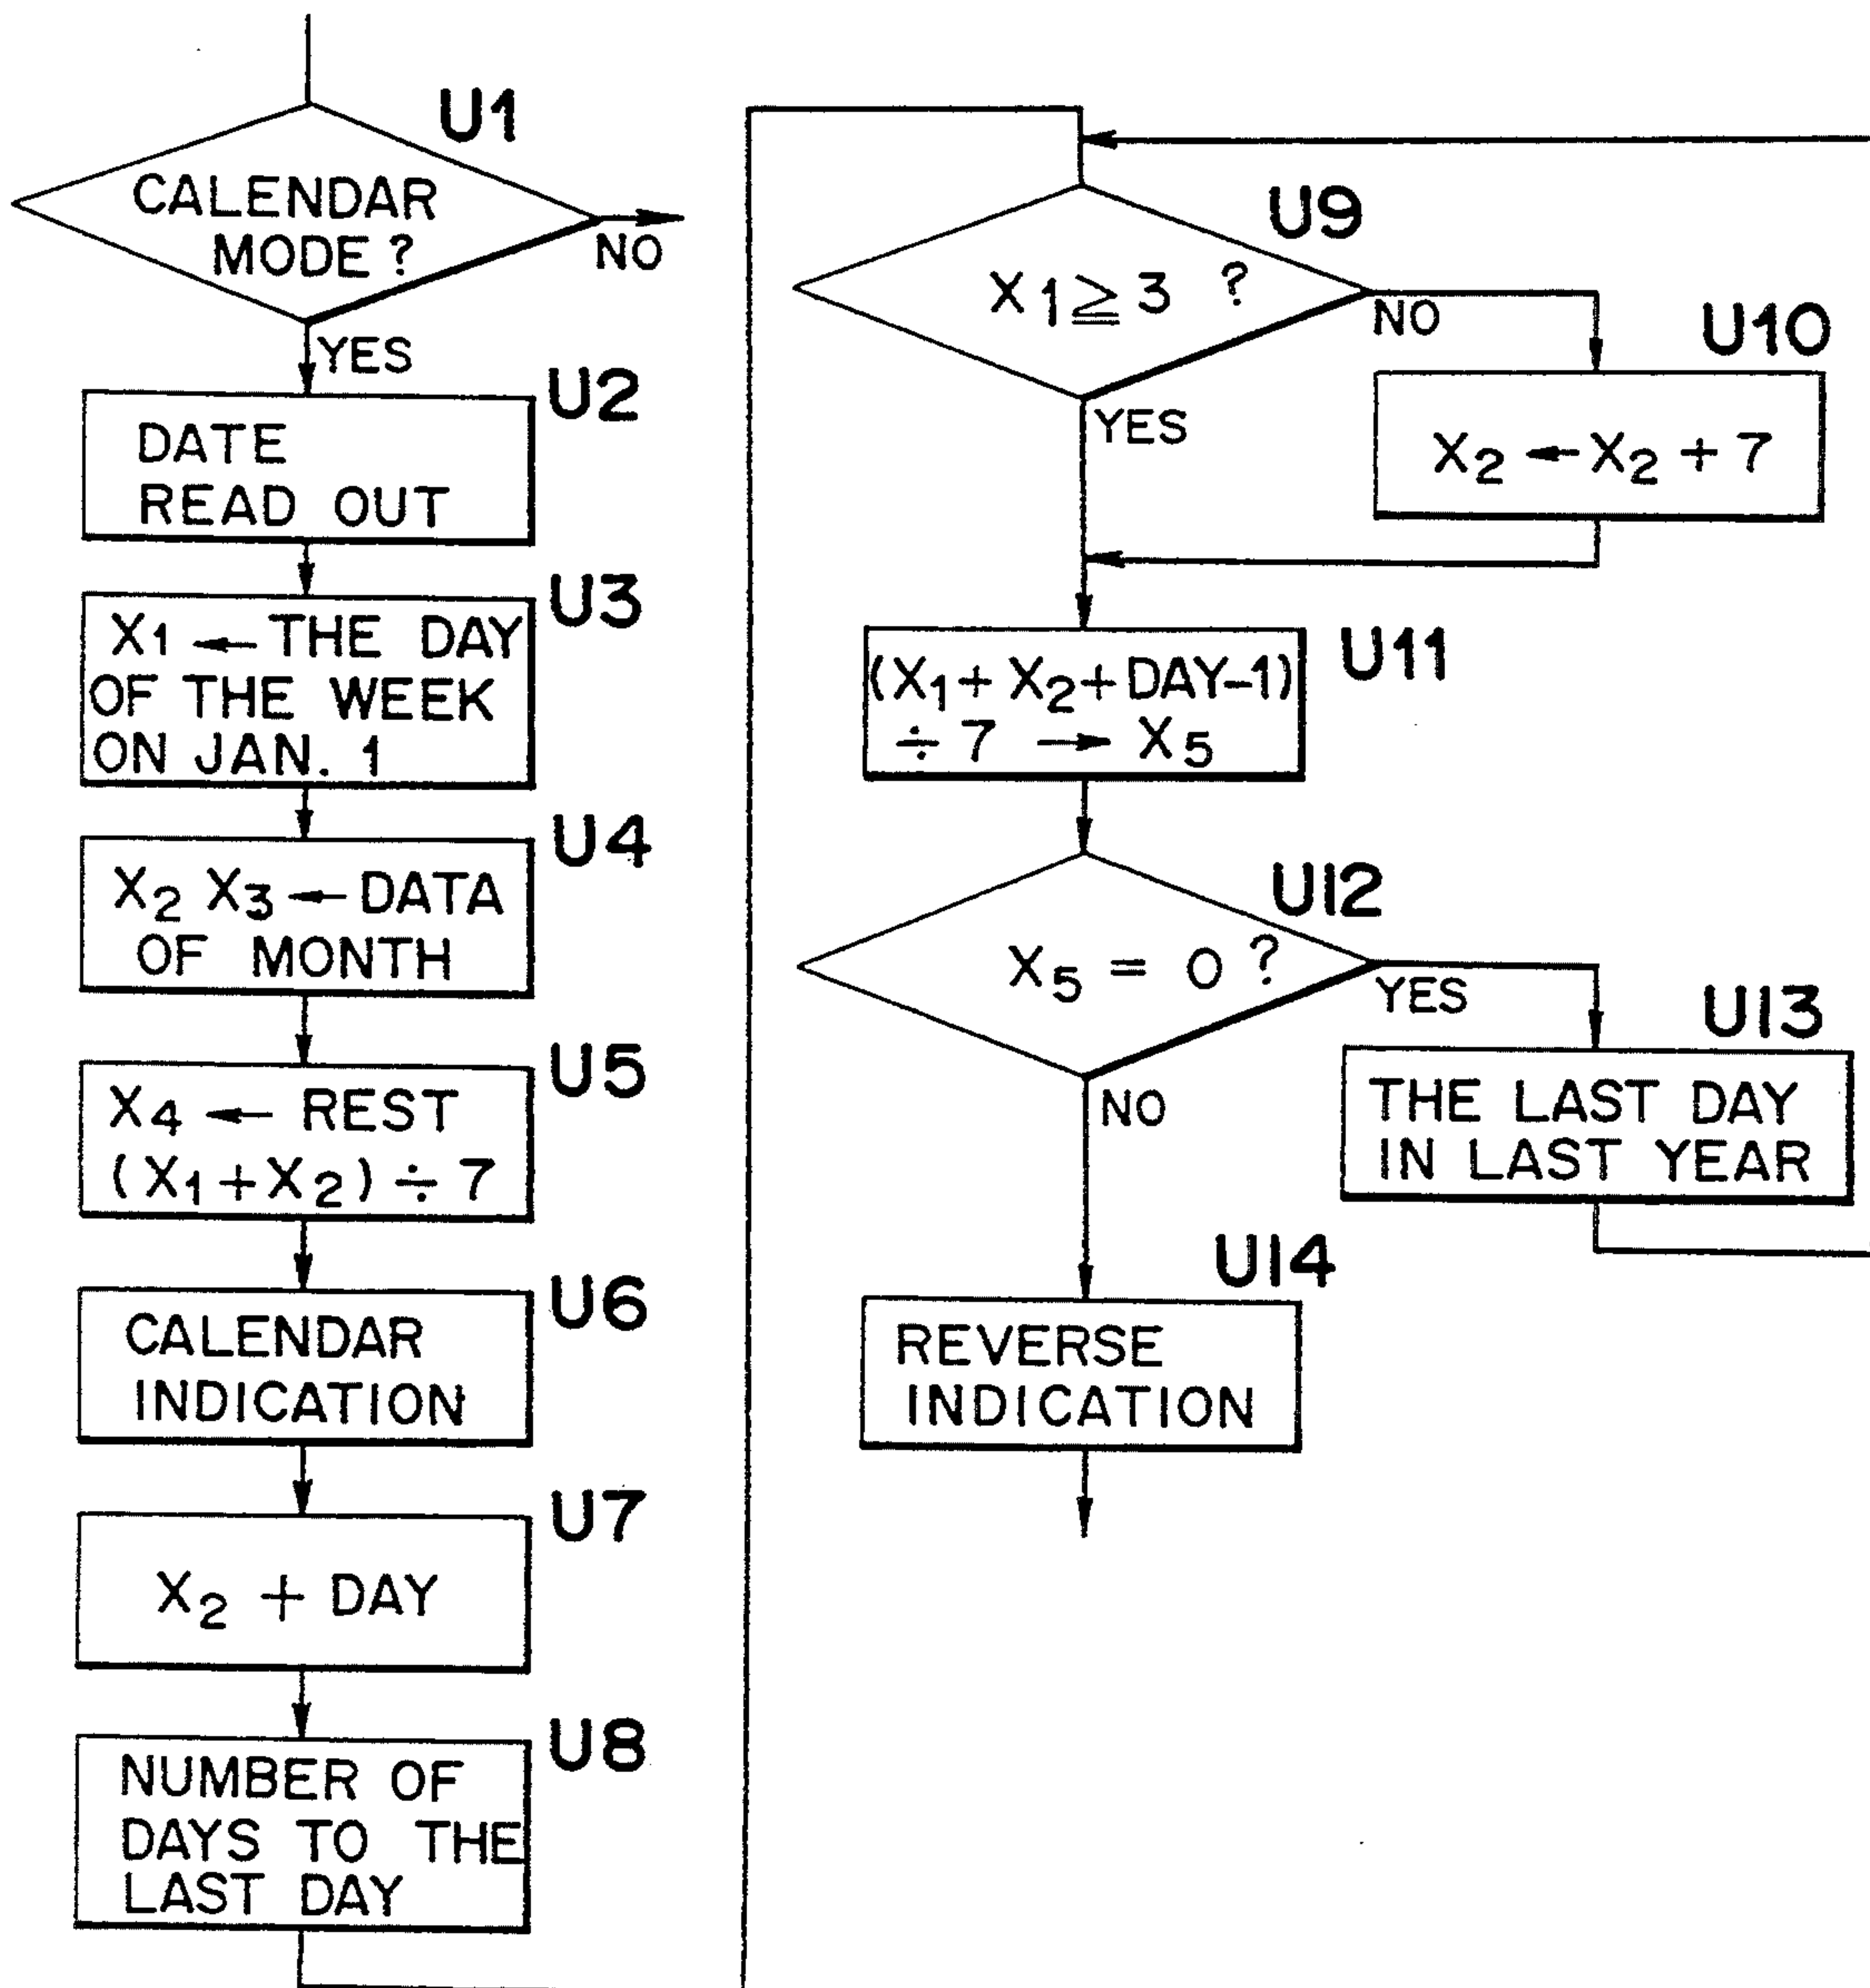 U1
CALENDAR
MODE ?
NO
YES
U2
DATE
READ OUT
U3
X1 ← THE DAY
OF THE WEEK
ON JAN. 1
U4
X2 X3 ← DATA
OF MONTH
U5
X4 ← REST
(X1 + X2) ÷ 7
U6
CALENDAR
INDICATION
U7
X2 + DAY
U8
NUMBER OF
DAYS TO THE
LAST DAY
U9
X1 ≧ 3 ?
NO
YES
U10
X2 ← X2 + 7
U11
(X1 + X2 + DAY-1)
÷ 7 → X5
U12
X5 = 0 ?
YES
NO
U13
THE LAST DAY
IN LAST YEAR
U14
REVERSE
INDICATION